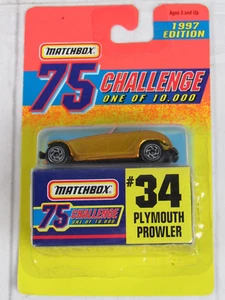 Ages 3 and Up
MATCHBOX
1997
EDITION
75 CHALLENGE
ONE OF 10,000
MATCHBOX
75 CHALLENGE
ONE OF 10,000
#34
PLYMOUTH
PROWLER